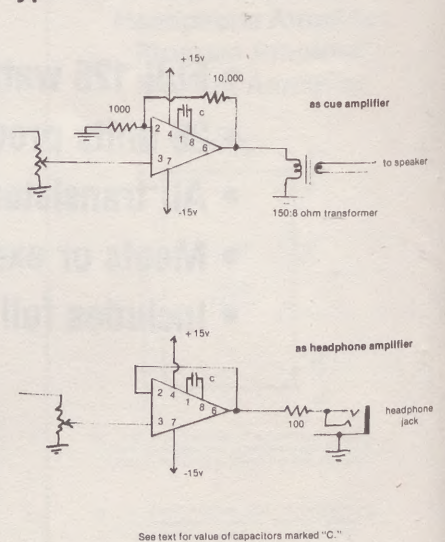 +15v
10,000
1000
as cue amplifier
C
2
4 1 8 6
3 7
to speaker
-15v
150:8 ohm transformer
+15v
as headphone amplifier
C
2
4 1 8 6
3 7
100
headphone
jack
-15v
See text for value of capacitors marked "C."